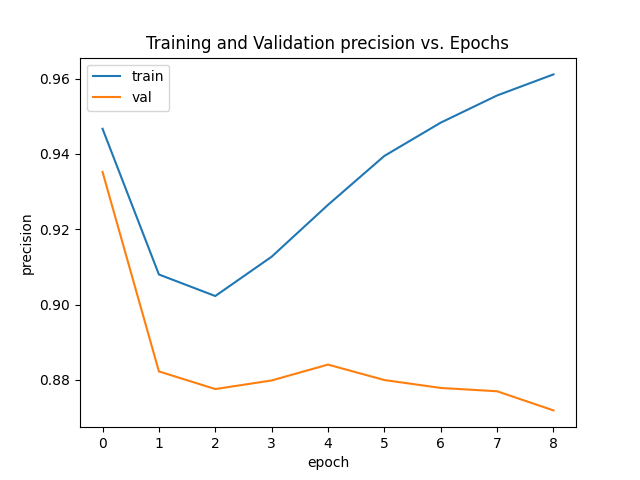 Training and Validation precision vs. Epochs
train
val
0.96
0.94
0.92
0.90
0.88
precision
0 1 2 3 4 5 6 7 8
epoch